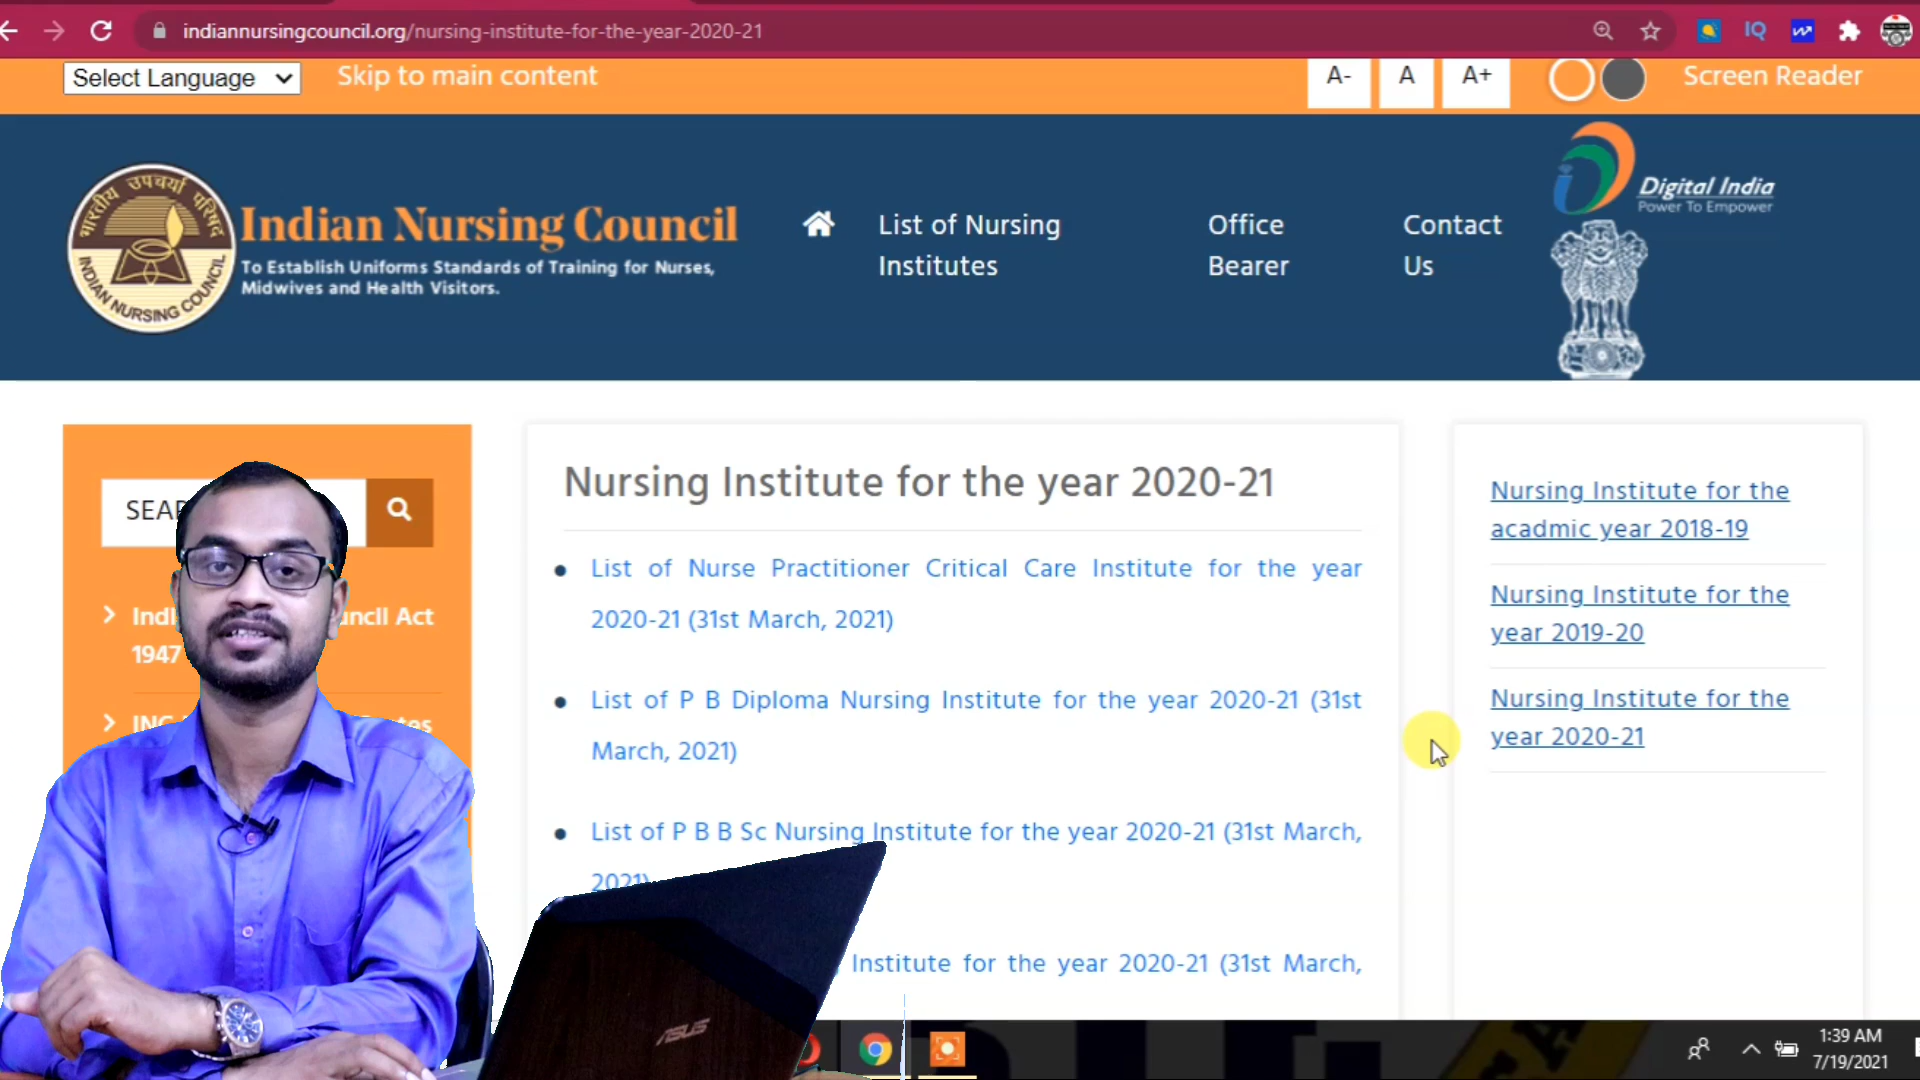 indiannursingcouncil.org/nursing-institute-for-the-year-2020-21
IQ
Select Language
Skip to main content
A-
A
A+
Screen Reader
भारतीय उपचर्या परिषद्
INDIAN NURSING COUNCIL
Indian Nursing Council
To Establish Uniforms Standards of Training for Nurses,
Midwives and Health Visitors.
List of Nursing
Institutes
Office
Bearer
Contact
Us
Digital India
Power To Empower
Nursing Institute for the year 2020-21
List of Nurse Practitioner Critical Care Institute for the year
2020-21 (31st March, 2021)
List of P B Diploma Nursing Institute for the year 2020-21 (31st
March, 2021)
List of P B B Sc Nursing Institute for the year 2020-21 (31st March,
2021)
Institute for the year 2020-21 (31st March,
Nursing Institute for the
acadmic year 2018-19
Nursing Institute for the
year 2019-20
Nursing Institute for the
year 2020-21
Act
1947
ASUS
1:39 AM
7/19/2021